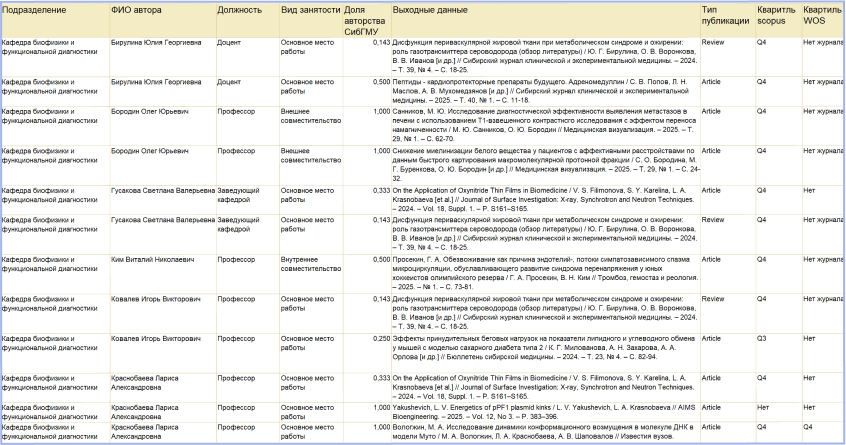 Подразделение ФИО автора Должность Вид занятости Доля авторства СибГМУ Выходные данные Тип публикации Квартиль scopus Квартиль WOS
Кафедра биофизики и функциональной диагностики Бирулина Юлия Георгиевна Доцент Основное место работы 0,143 Дисфункция периваскулярной жировой ткани при метаболическом синдроме и ожирении: роль газотрансмиттера сероводорода (обзор литературы) / Ю. Г. Бирулина, О. В. Воронкова, В. В. Иванов [и др.] // Сибирский журнал клинической и экспериментальной медицины. – 2024. – Т. 39, № 4. – С. 18-25. Review Q4 Нет журнала
Кафедра биофизики и функциональной диагностики Бирулина Юлия Георгиевна Доцент Основное место работы 0,500 Пептиды - кардиопротекторные препараты будущего. Адреномедуллин / С. В. Попов, Л. Н. Маслов, А. В. Мухомедзянов [и др.] // Сибирский журнал клинической и экспериментальной медицины. – 2025. – Т. 40, № 1. – С. 11-18. Article Q4 Нет журнала
Кафедра биофизики и функциональной диагностики Бородин Олег Юрьевич Профессор Внешнее совместительство 1,000 Санников, М. Ю. Исследование диагностической эффективности выявления метастазов в печени с использованием Т1-взвешенного контрастного исследования с эффектом переноса намагниченности / М. Ю. Санников, О. Ю. Бородин // Медицинская визуализация. – 2025. – Т. 29, № 1. – С. 62-70. Article Q4 Нет журнала
Кафедра биофизики и функциональной диагностики Бородин Олег Юрьевич Профессор Внешнее совместительство 1,000 Снижение миелинизации белого вещества у пациентов с аффективными расстройствами по данным быстрого картирования макромолекулярной протонной фракции / С. О. Бородина, М. Г. Буренкова, О. Ю. Бородин [и др.] // Медицинская визуализация. – 2025. – Т. 29, № 1. – С. 24-32. Article Q4 Нет журнала
Кафедра биофизики и функциональной диагностики Гусакова Светлана Валерьевна Заведующий кафедрой Основное место работы 0,333 On the Application of Oxynitride Thin Films in Biomedicine / V. S. Filimonova, S. Y. Karelina, L. A. Krasnobaeva [et al.] // Journal of Surface Investigation: X-ray, Synchrotron and Neutron Techniques. – 2024. – Vol. 18, Suppl. 1. – P. S161–S165. Article Q4 Нет
Кафедра биофизики и функциональной диагностики Гусакова Светлана Валерьевна Заведующий кафедрой Основное место работы 0,143 Дисфункция периваскулярной жировой ткани при метаболическом синдроме и ожирении: роль газотрансмиттера сероводорода (обзор литературы) / Ю. Г. Бирулина, О. В. Воронкова, В. В. Иванов [и др.] // Сибирский журнал клинической и экспериментальной медицины. – 2024. – Т. 39, № 4. – С. 18-25. Review Q4 Нет журнала
Кафедра биофизики и функциональной диагностики Ким Виталий Николаевич Профессор Внутреннее совместительство 0,500 Просекин, Г. А. Обезвоживание как причина эндотелий-, потоки симпатозависимого спазма микроциркуляции, обуславливающего развитие синдрома перенапряжения у юных хоккеистов олимпийского резерва / Г. А. Просекин, В. Н. Ким // Тромбоз, гемостаз и реология. – 2025. – № 1. – С. 73-81. Article Q4 Нет журнала
Кафедра биофизики и функциональной диагностики Ковалев Игорь Викторович Профессор Основное место работы 0,143 Дисфункция периваскулярной жировой ткани при метаболическом синдроме и ожирении: роль газотрансмиттера сероводорода (обзор литературы) / Ю. Г. Бирулина, О. В. Воронкова, В. В. Иванов [и др.] // Сибирский журнал клинической и экспериментальной медицины. – 2024. – Т. 39, № 4. – С. 18-25. Review Q4 Нет журнала
Кафедра биофизики и функциональной диагностики Ковалев Игорь Викторович Профессор Основное место работы 0,250 Эффекты принудительных беговых нагрузок на показатели липидного и углеводного обмена у мышей с моделью сахарного диабета типа 2 / К. Г. Милованова, А. Н. Захарова, А. А. Орлова [и др.] // Бюллетень сибирской медицины. – 2024. – Т. 23, № 4. – С. 82-94. Article Q3 Нет
Кафедра биофизики и функциональной диагностики Краснобаева Лариса Александровна Профессор Основное место работы 0,333 On the Application of Oxynitride Thin Films in Biomedicine / V. S. Filimonova, S. Y. Karelina, L. A. Krasnobaeva [et al.] // Journal of Surface Investigation: X-ray, Synchrotron and Neutron Techniques. – 2024. – Vol. 18, Suppl. 1. – P. S161–S165. Article Q4 Нет
Кафедра биофизики и функциональной диагностики Краснобаева Лариса Александровна Профессор Основное место работы 1,000 Yakushevich, L. V. Energetics of pPF1 plasmid kinks / L. V. Yakushevich, L. A. Krasnobaeva // AIMS Bioengineering. – 2025. – Vol. 12, No 3. – P. 383–396. Article Нет Нет
Кафедра биофизики и функциональной диагностики Краснобаева Лариса Александровна Профессор Основное место работы 1,000 Вологжин, М. А. Исследование динамики конформационного возмущения в молекуле ДНК в модели Муто / М. А. Вологжин, Л. А. Краснобаева, А. В. Шаповалов // Известия вузов. Article Q4 Q4